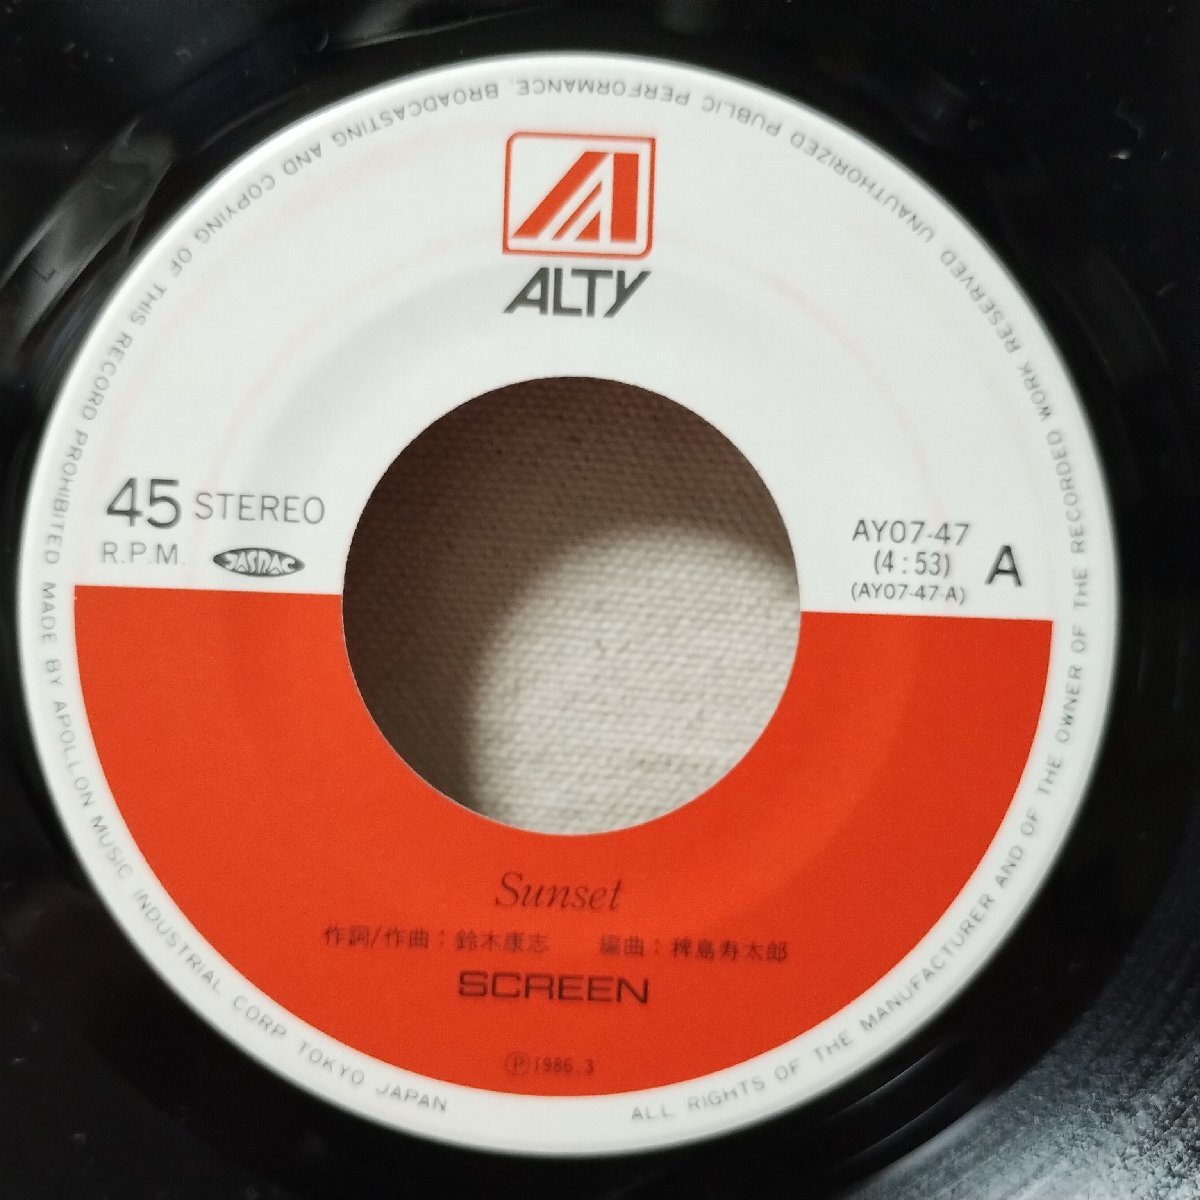 ALTY
45 STEREO
R.P.M. JASRAC
AY07-47
(4:53) A
(AY07-47-A)
Sunset
作詞/作曲:鈴木康志 編曲:稗島寿太郎
SCREEN
Ⓟ1986.3
ALL RIGHTS OF THE MANUFACTURER AND OF THE OWNER OF THE RECORDED WORK RESERVED UNAUTHORIZED PUBLIC PERFORMANCE. BROADCASTING AND COPYING OF THIS RECORD PROHIBITED MADE BY APOLLON MUSIC INDUSTRIAL CORP. TOKYO JAPAN